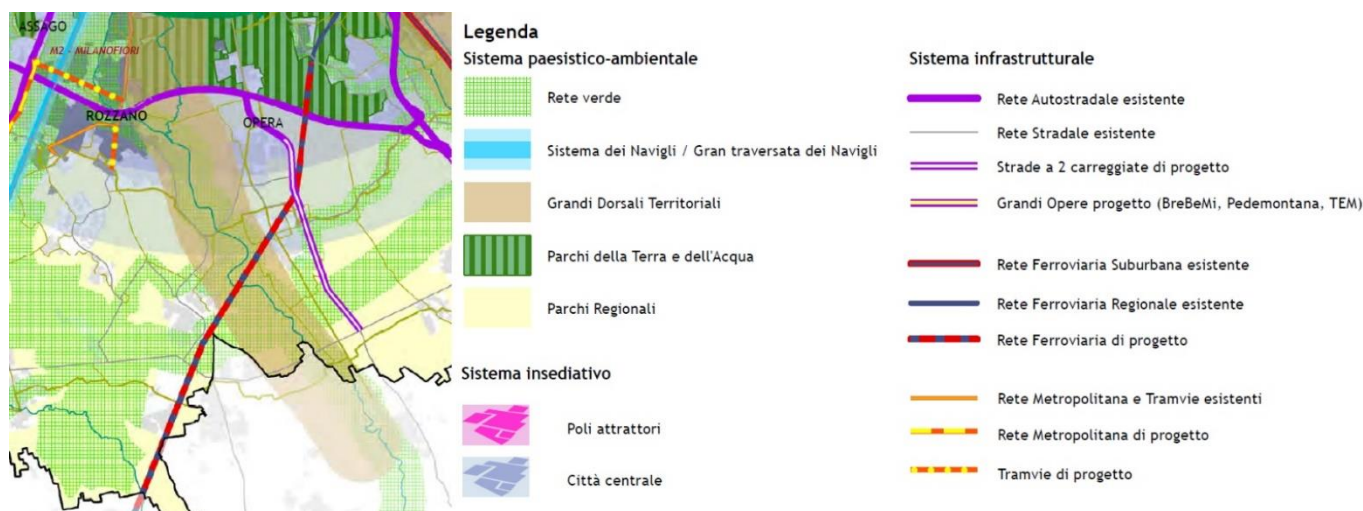 ASSAGO
M2 - MILANOFIORI
ROZZANO
OPERA
Legenda
Sistema paesistico-ambientale
Rete verde
Sistema dei Navigli / Gran traversata dei Navigli
Grandi Dorsali Territoriali
Parchi della Terra e dell'Acqua
Parchi Regionali
Sistema insediativo
Poli attrattori
Città centrale
Sistema infrastrutturale
Rete Autostradale esistente
Rete Stradale esistente
Strade a 2 carreggiate di progetto
Grandi Opere progetto (BreBeMi, Pedemontana, TEM)
Rete Ferroviaria Suburbana esistente
Rete Ferroviaria Regionale esistente
Rete Ferroviaria di progetto
Rete Metropolitana e Tramvie esistenti
Rete Metropolitana di progetto
Tramvie di progetto